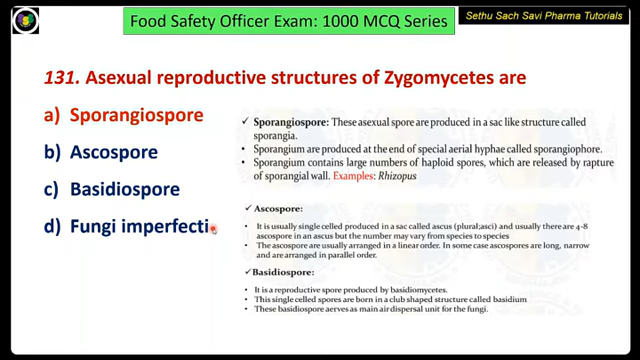 Food Safety Officer Exam: 1000 MCQ Series
Sethu Sach Savi Pharma Tutorials
131. Asexual reproductive structures of Zygomycetes are
a) Sporangiospore
b) Ascospore
c) Basidiospore
d) Fungi imperfecti
✓ Sporangiospore: These asexual spore are produced in a sac like structure called
sporangia.
• Sporangium are produced at the end of special aerial hyphae called sporangiophore.
• Sporangium contains large numbers of haploid spores, which are released by rapture
of sporangial wall. Examples: Rhizopus
✓ Ascospore:
• It is usually single celled produced in a sac called ascus (plural;asci) and usually there are 4-8
ascospore in an ascus but the number may vary from species to species
• The ascospore are usually arranged in a linear order. In some case ascospores are long, narrow
and are arranged in parallel order.
✓ Basidiospore:
• It is a reproductive spore produced by basidiomycetes.
• This single celled spores are born in a club shaped structure called basidium
• These basidiospore aerves as main air dispersal unit for the fungi.